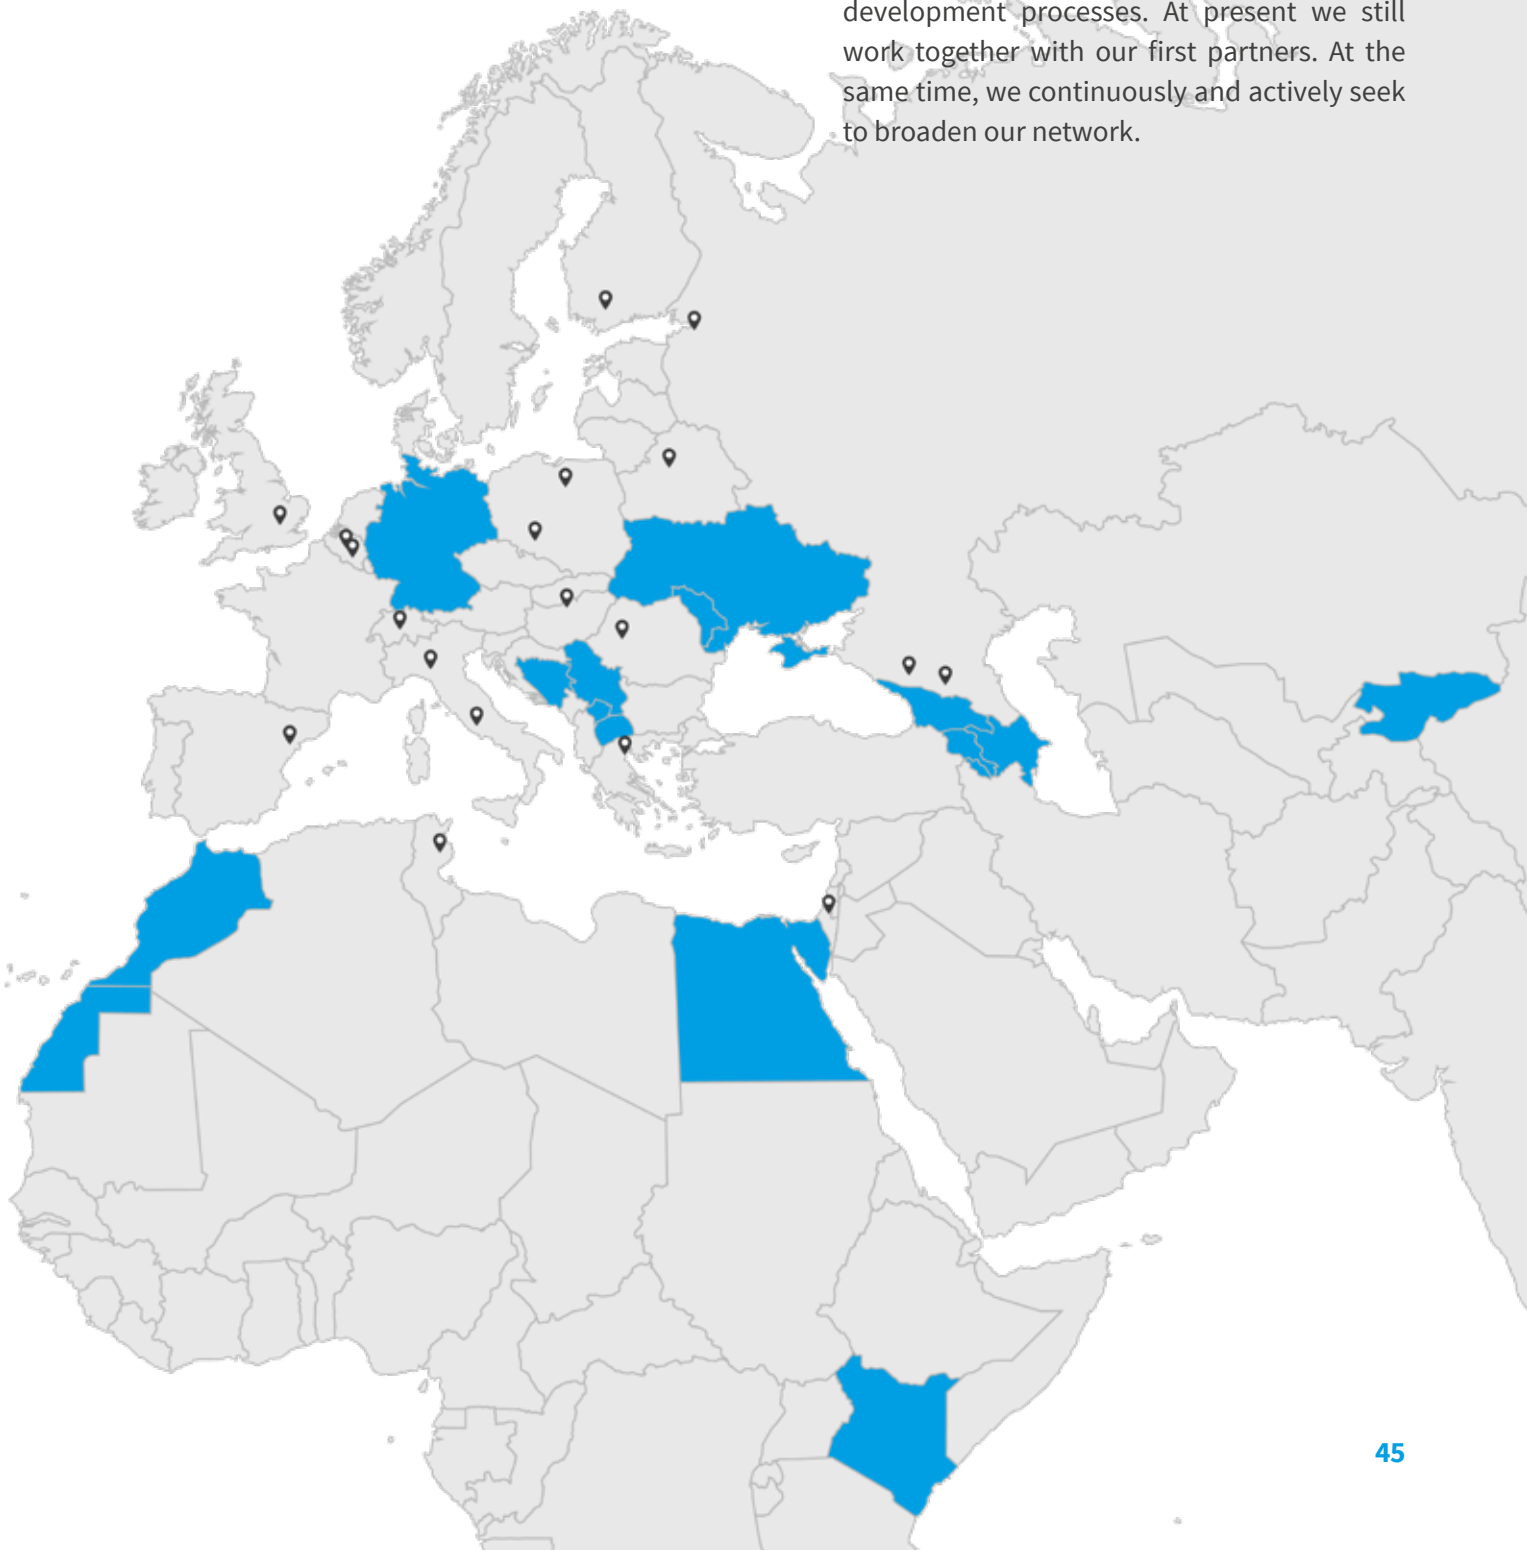 development processes. At present we still
work together with our first partners. At the
same time, we continuously and actively seek
to broaden our network.
45